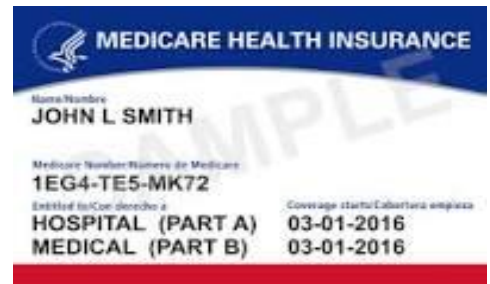 MEDICARE HEALTH INSURANCE
Name/Nombre
JOHN L SMITH
SAMPLE
Medicare Number/Número de Medicare
1EG4-TE5-MK72
Entitled to/Con derecho a Coverage starts/Cobertura empieza
HOSPITAL (PART A) 03-01-2016
MEDICAL (PART B) 03-01-2016